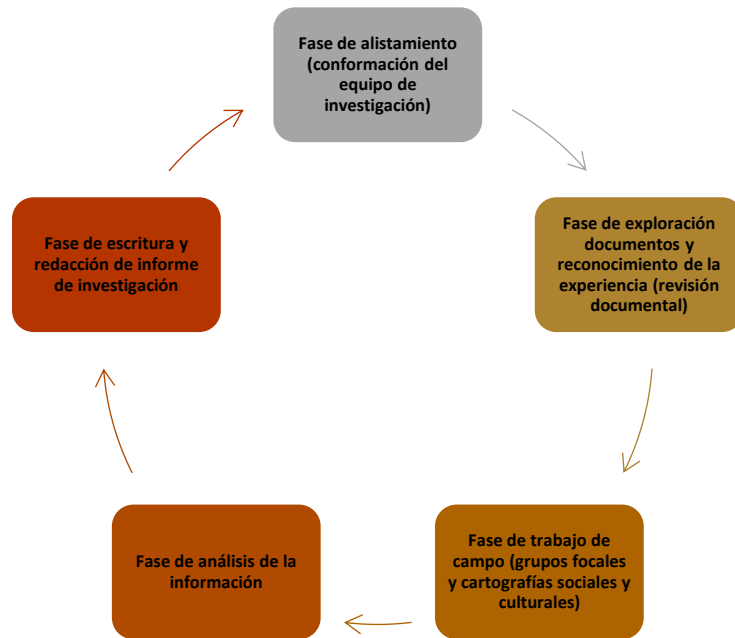 Fase de alistamiento
(conformación del
equipo de
investigación)
Fase de exploración
documentos y
reconocimiento de la
experiencia (revisión
documental)
Fase de trabajo de
campo (grupos focales
y cartografías sociales y
culturales)
Fase de análisis de la
información
Fase de escritura y
redacción de informe
de investigación